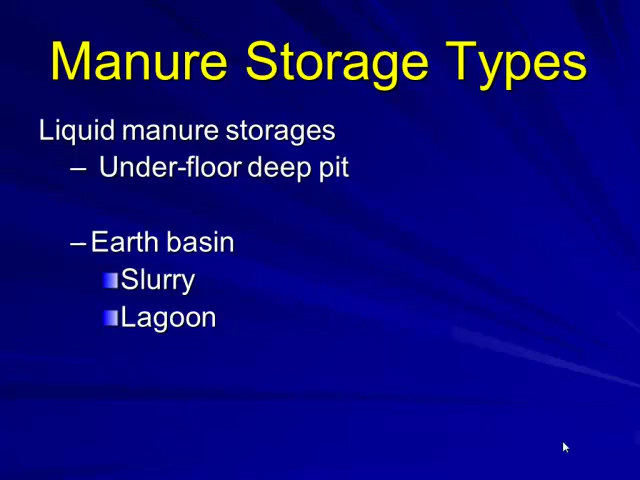 Manure Storage Types
Liquid manure storages
– Under-floor deep pit
– Earth basin
Slurry
Lagoon